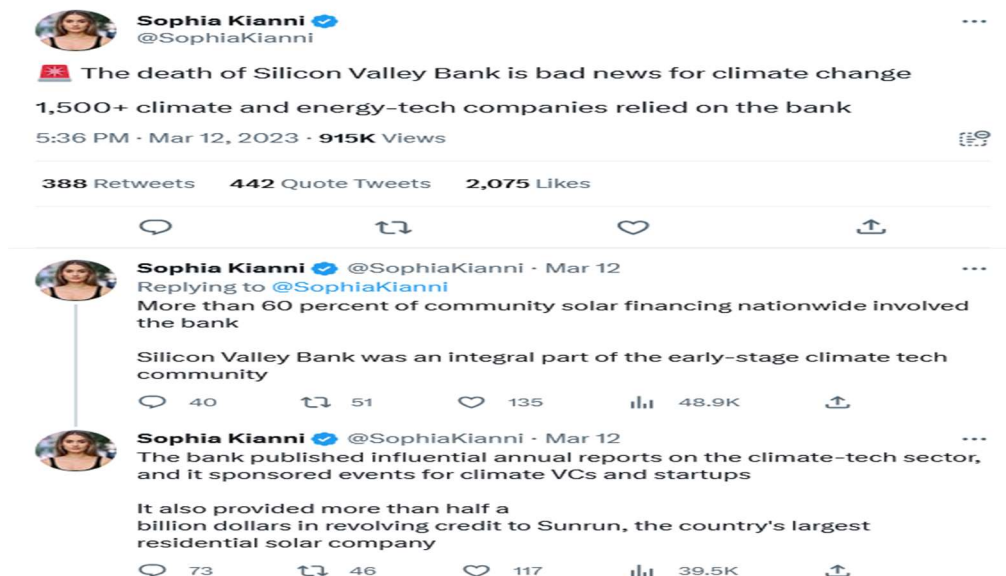 Sophia Kianni
@SophiaKianni
🚨 The death of Silicon Valley Bank is bad news for climate change
1,500+ climate and energy-tech companies relied on the bank
5:36 PM · Mar 12, 2023 · 915K Views
388 Retweets 442 Quote Tweets 2,075 Likes
Sophia Kianni @SophiaKianni · Mar 12
Replying to @SophiaKianni
More than 60 percent of community solar financing nationwide involved
the bank
Silicon Valley Bank was an integral part of the early-stage climate tech
community
40 51 135 48.9K
Sophia Kianni @SophiaKianni · Mar 12
The bank published influential annual reports on the climate-tech sector,
and it sponsored events for climate VCs and startups
It also provided more than half a
billion dollars in revolving credit to Sunrun, the country's largest
residential solar company
73 46 117 39.5K